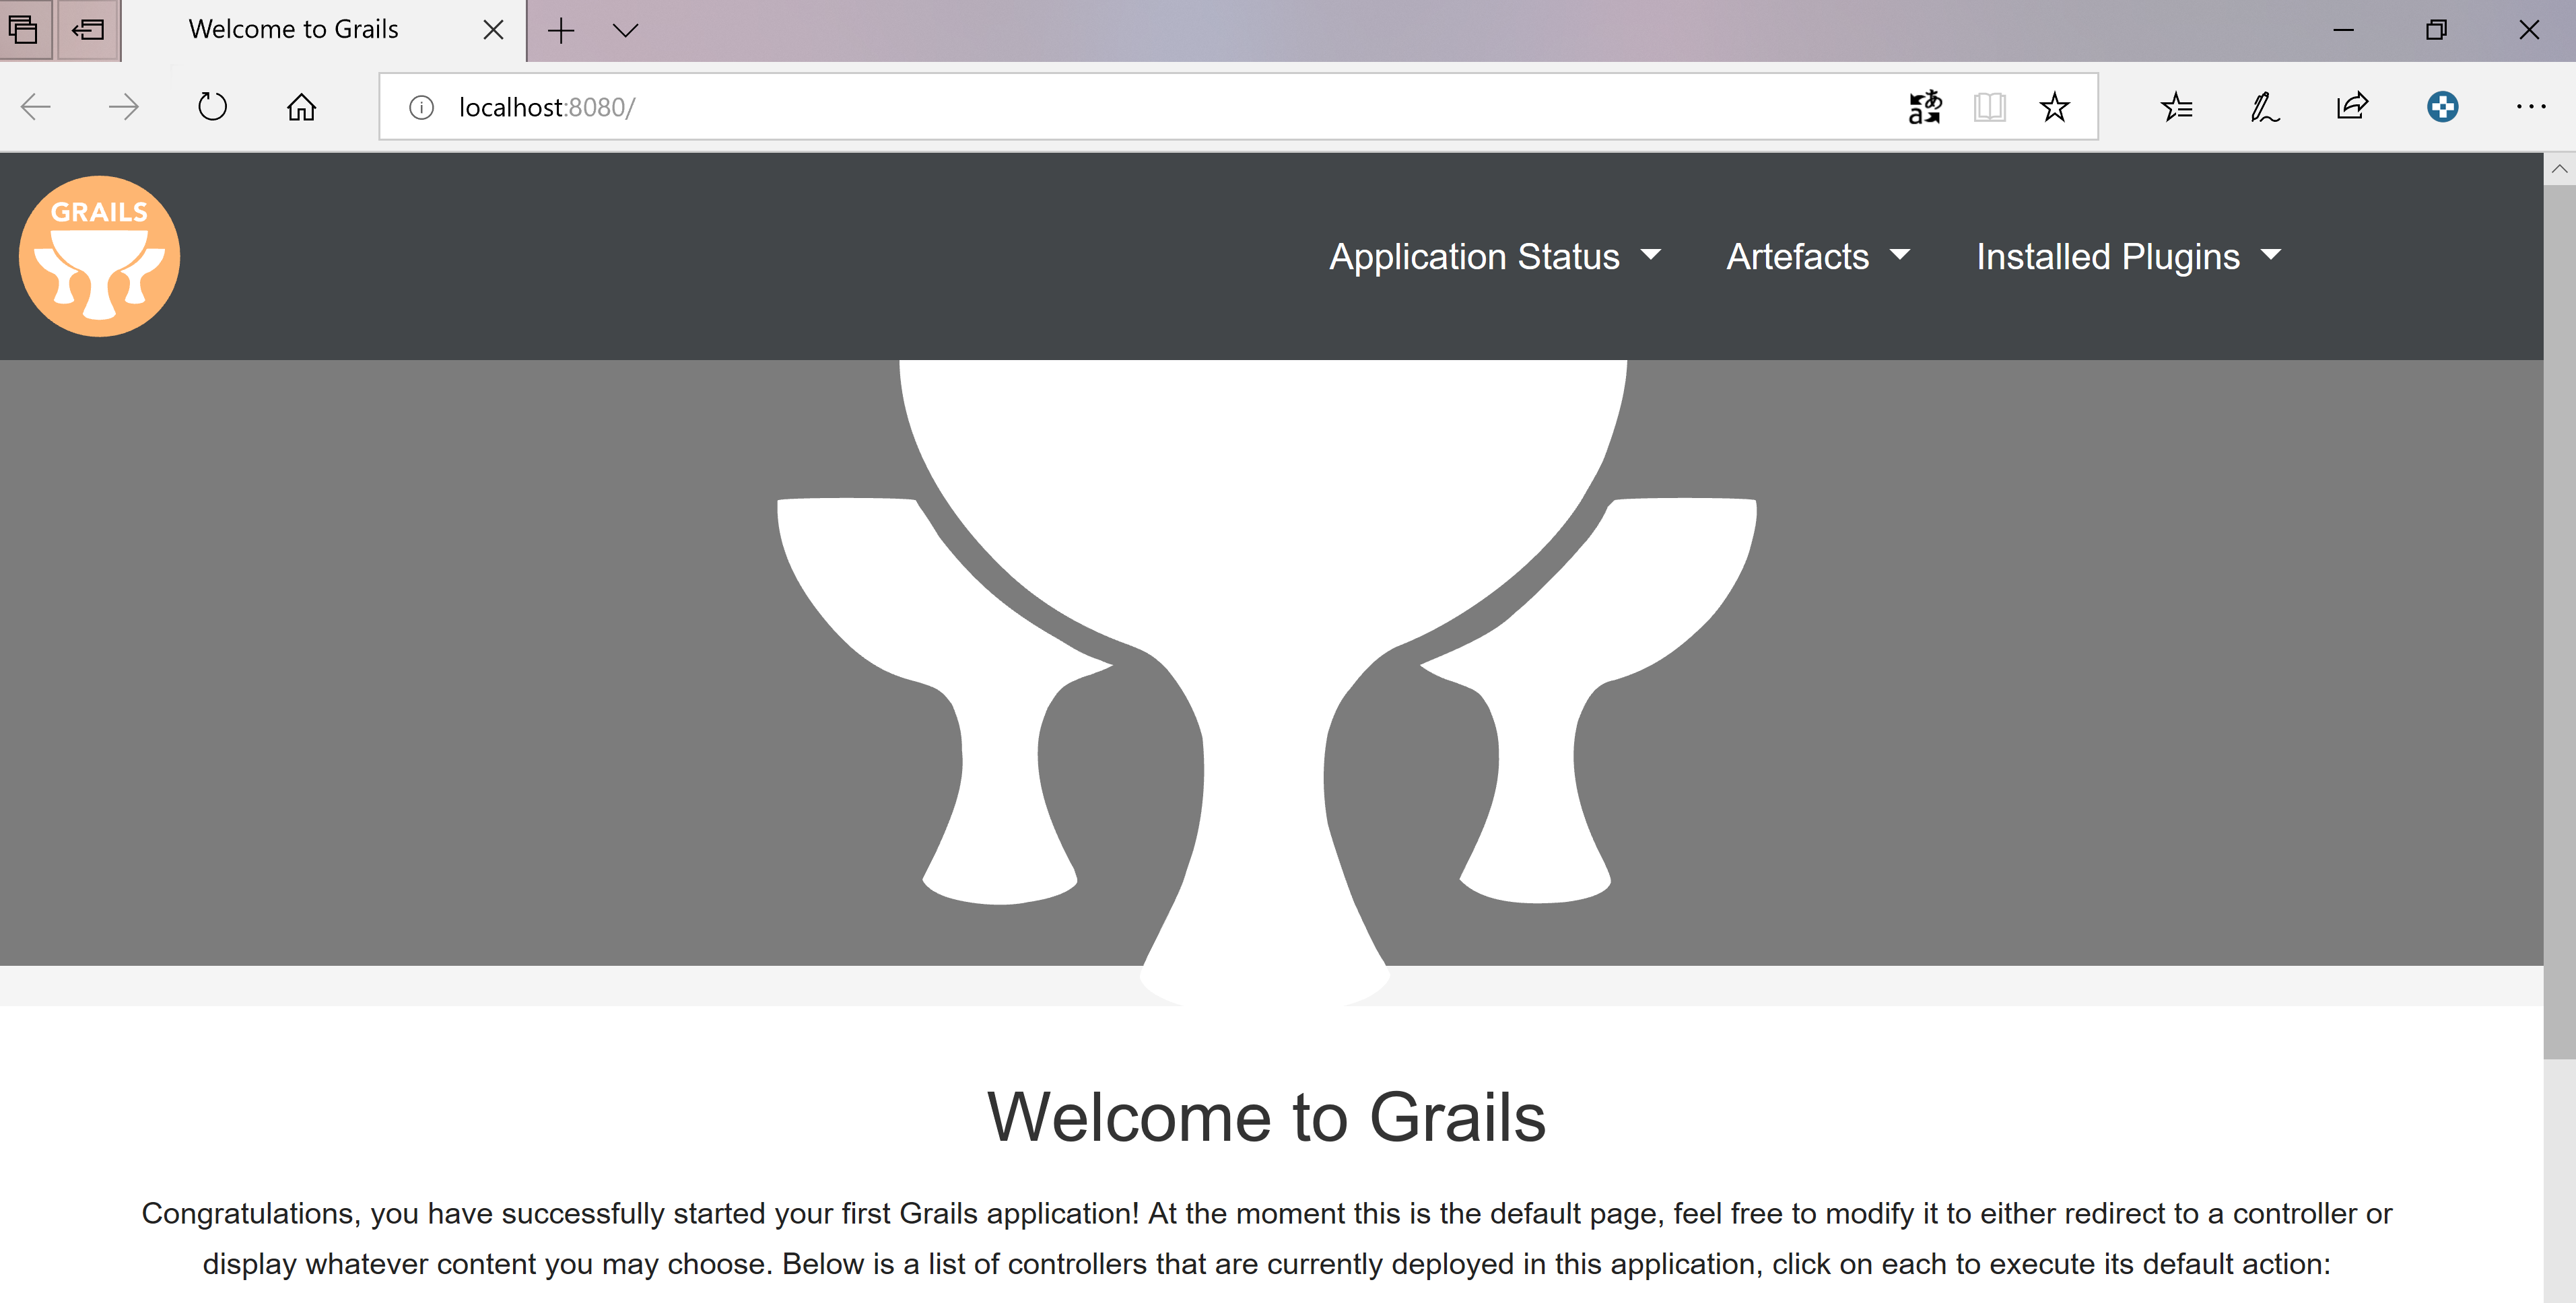 Welcome to Grails
localhost:8080/
GRAILS
Application Status
Artefacts
Installed Plugins
Welcome to Grails
Congratulations, you have successfully started your first Grails application! At the moment this is the default page, feel free to modify it to either redirect to a controller or
display whatever content you may choose. Below is a list of controllers that are currently deployed in this application, click on each to execute its default action: